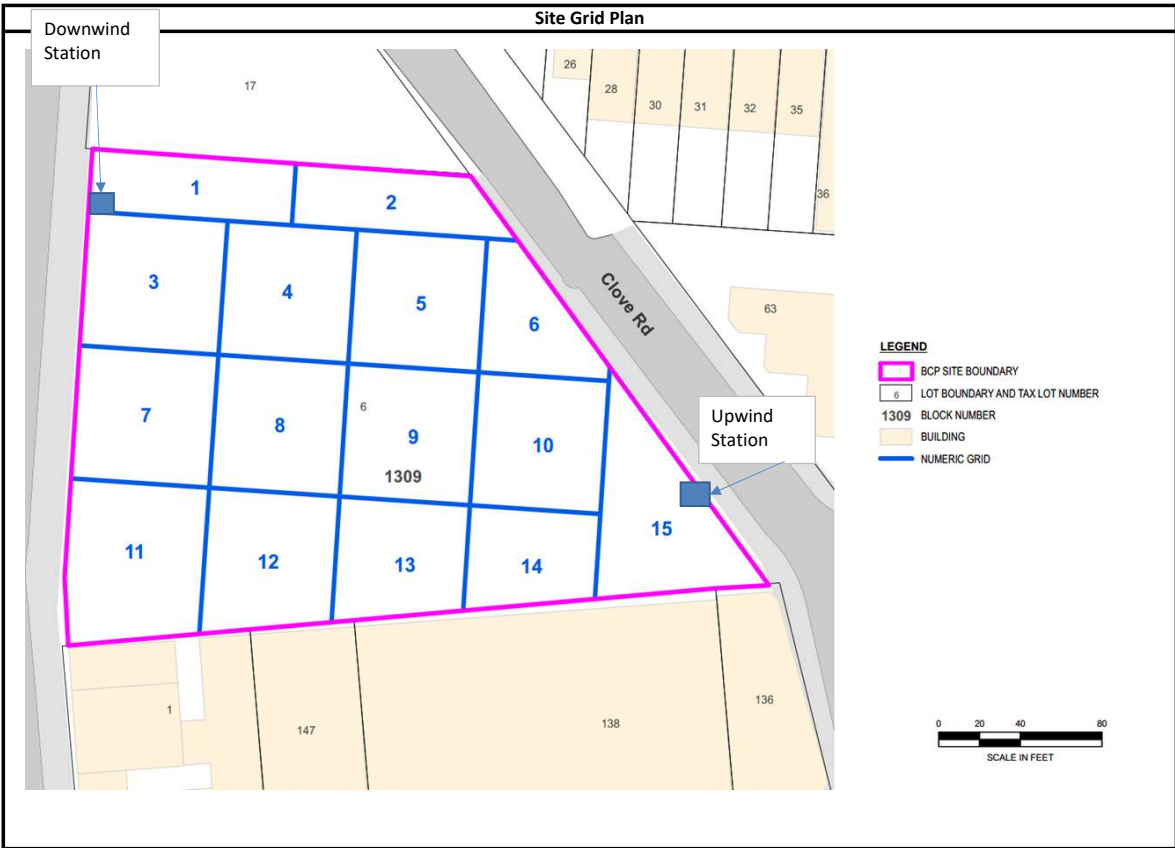 Site Grid Plan
Downwind
Station
17
26
28
30
31
32
35
36
1
2
Clove Rd
3
4
5
6
63
7
8
6
9
1309
10
Upwind
Station
11
12
13
14
15
1
147
138
136
LEGEND
BCP SITE BOUNDARY
6 LOT BOUNDARY AND TAX LOT NUMBER
1309 BLOCK NUMBER
BUILDING
NUMERIC GRID
0 20 40 80
SCALE IN FEET